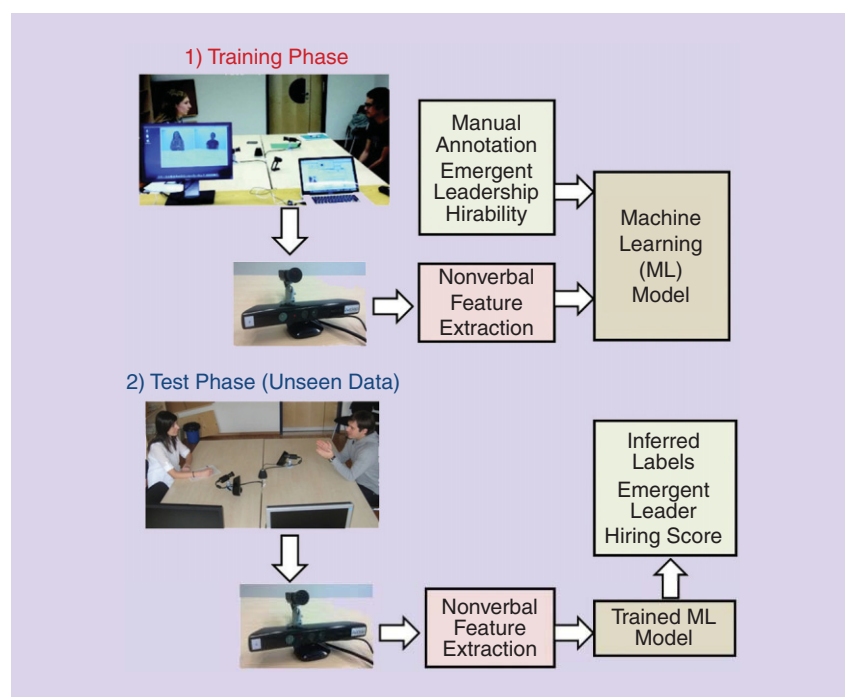 1) Training Phase
Manual
Annotation
Emergent
Leadership
Hirability
Machine
Learning
(ML)
Model
Nonverbal
Feature
Extraction
2) Test Phase (Unseen Data)
Inferred
Labels
Emergent
Leader
Hiring Score
Nonverbal
Feature
Extraction
Trained ML
Model